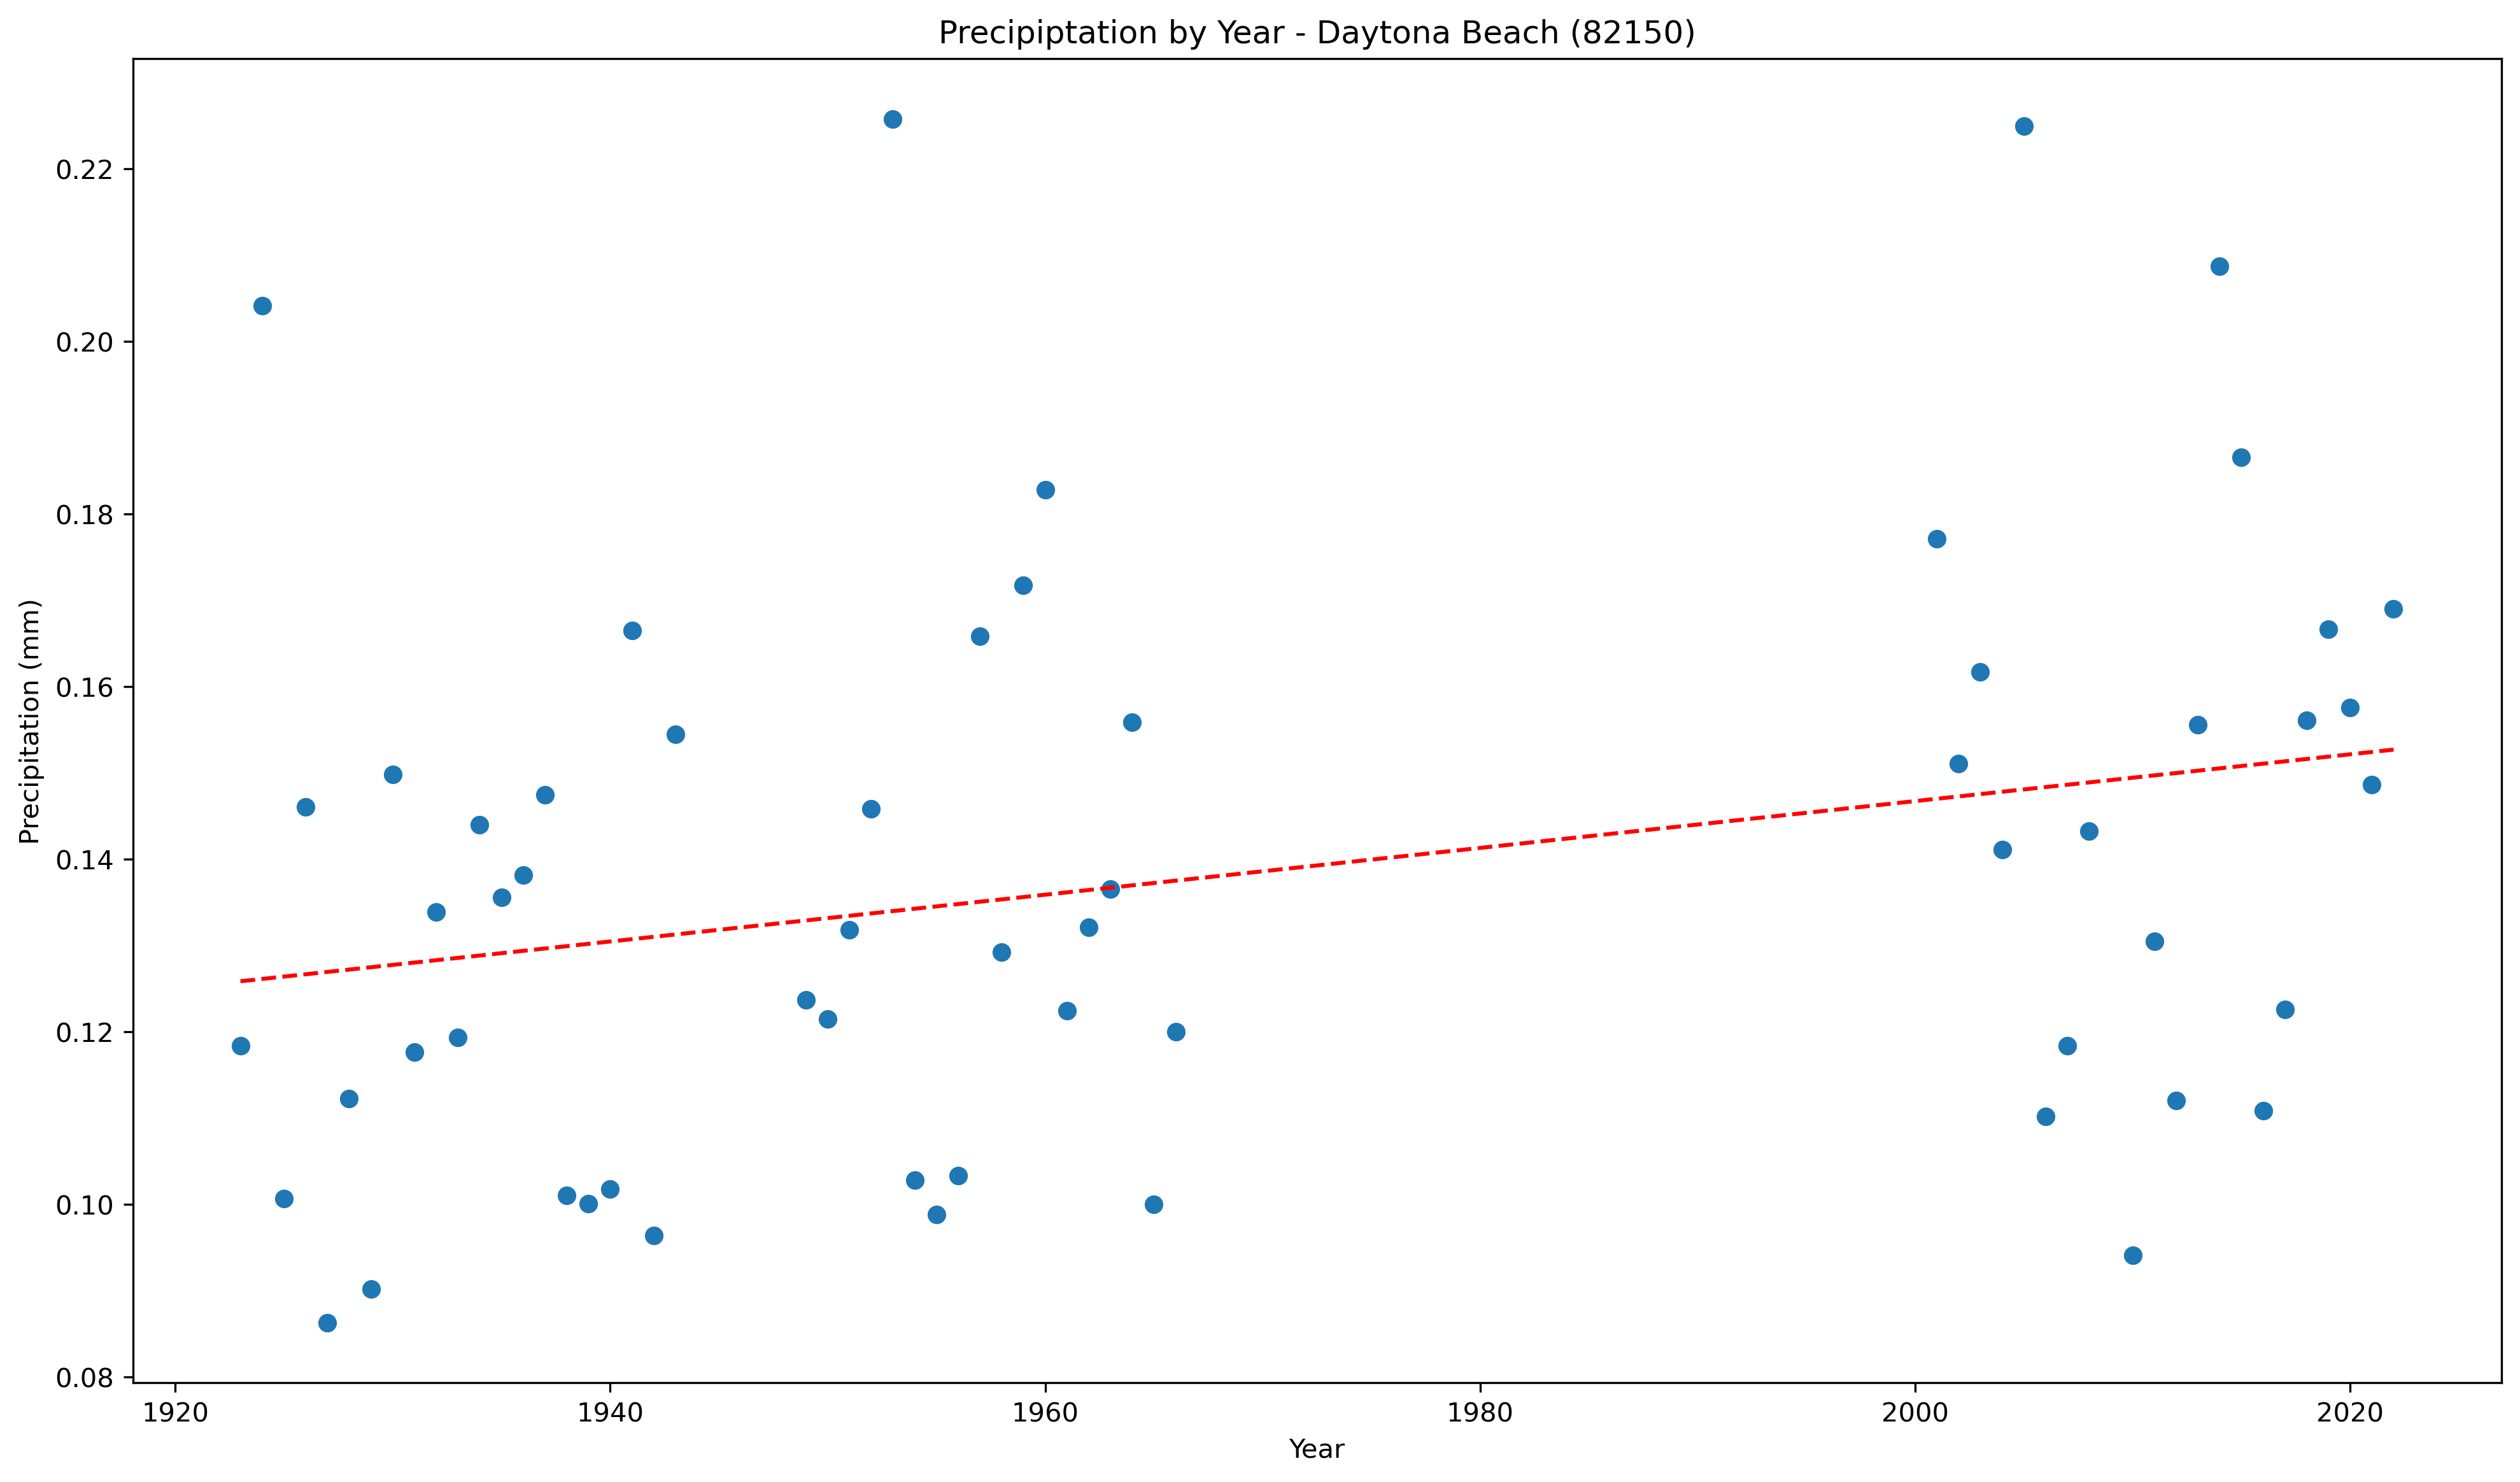 Precipiptation by Year - Daytona Beach (82150)
Precipitation (mm)
0.22
0.20
0.18
0.16
0.14
0.12
0.10
0.08
1920 1940 1960 1980 2000 2020
Year